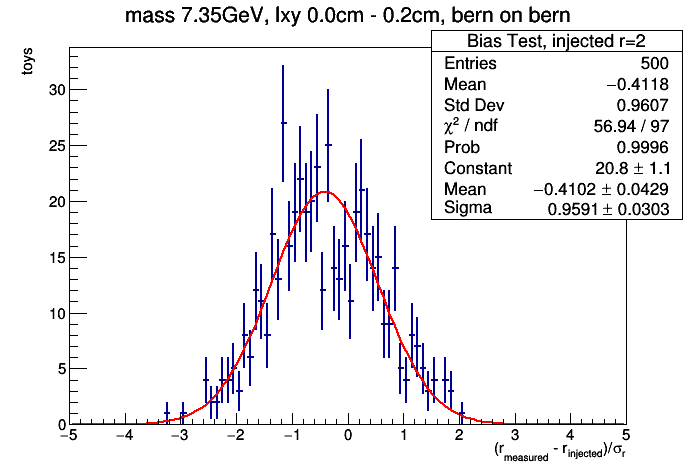 mass 7.35GeV, lxy 0.0cm - 0.2cm, bern on bern
Bias Test, injected r=2
Entries 500
Mean −0.4118
Std Dev 0.9607
χ² / ndf 56.94 / 97
Prob 0.9996
Constant 20.8 ± 1.1
Mean −0.4102 ± 0.0429
Sigma 0.9591 ± 0.0303
toys
30
25
20
15
10
5
0
−5 −4 −3 −2 −1 0 1 2 3 4 5
(r_measured - r_injected)/σ_r